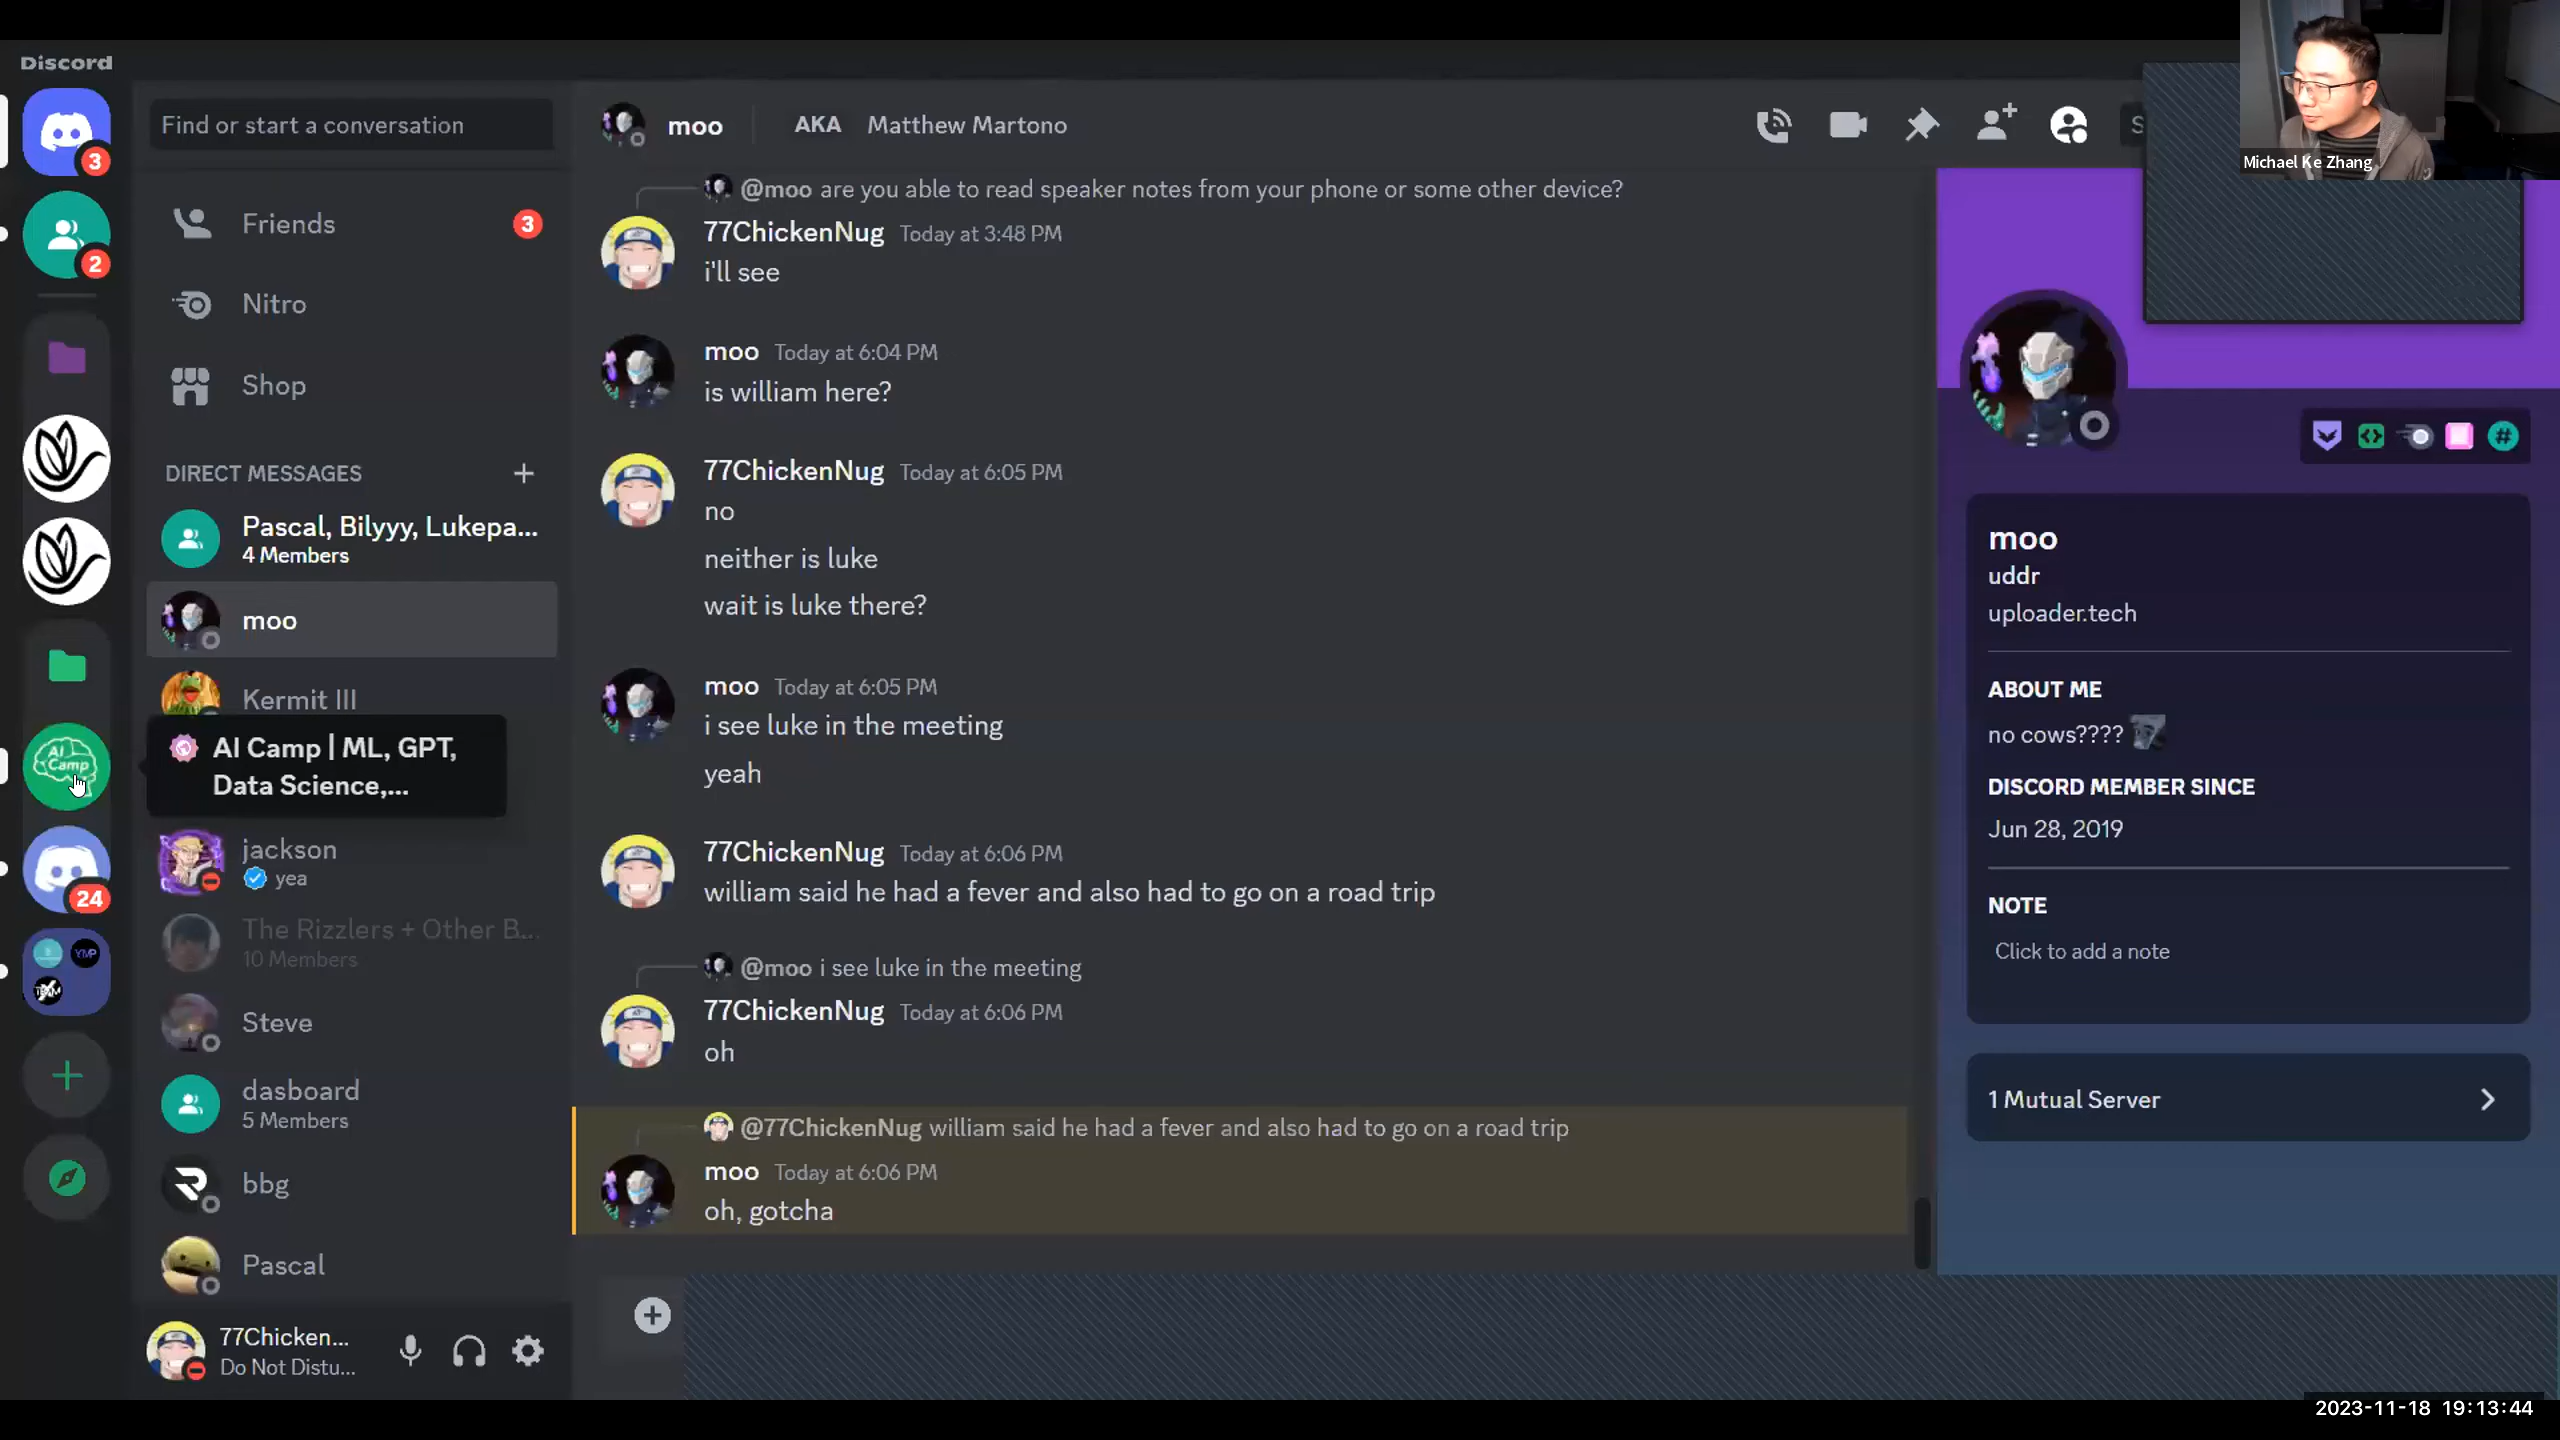 Discord
Michael Ke Zhang
3
2
24
AI
Camp
YMP
TEAM
Find or start a conversation
Friends
3
Nitro
Shop
DIRECT MESSAGES
Pascal, Bilyyy, Lukepa...
4 Members
moo
Kermit III
AI Camp | ML, GPT,
Data Science,...
jackson
yea
The Rizzlers + Other B...
10 Members
Steve
dasboard
5 Members
bbg
Pascal
77Chicken...
Do Not Distu...
moo
AKA
Matthew Martono
S
@moo are you able to read speaker notes from your phone or some other device?
77ChickenNug Today at 3:48 PM
i'll see
moo Today at 6:04 PM
is william here?
77ChickenNug Today at 6:05 PM
no
neither is luke
wait is luke there?
moo Today at 6:05 PM
i see luke in the meeting
yeah
77ChickenNug Today at 6:06 PM
william said he had a fever and also had to go on a road trip
@moo i see luke in the meeting
77ChickenNug Today at 6:06 PM
oh
@77ChickenNug william said he had a fever and also had to go on a road trip
moo Today at 6:06 PM
oh, gotcha
moo
uddr
uploader.tech
ABOUT ME
no cows????
DISCORD MEMBER SINCE
Jun 28, 2019
NOTE
Click to add a note
1 Mutual Server
2023-11-18 19:13:44